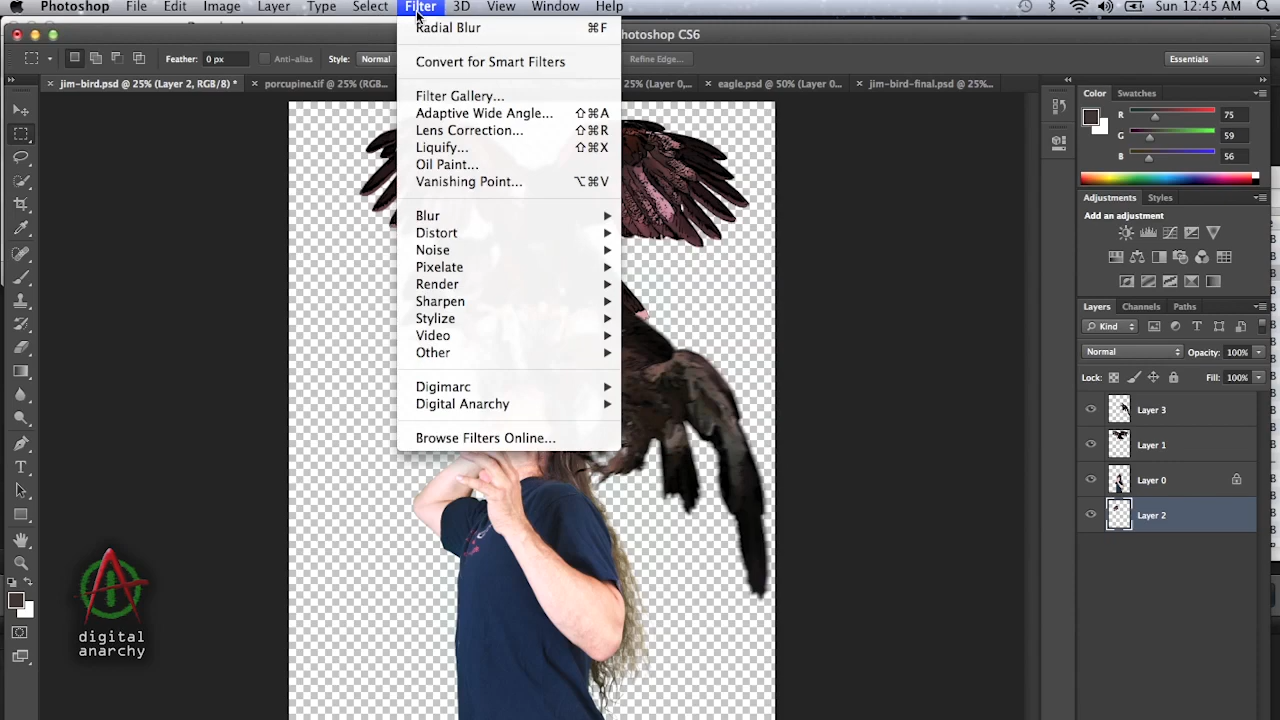 Photoshop File Edit Image Layer Type Select Filter 3D View Window Help Sun 12:45 AM
Photoshop CS6
Feather: 0 px Anti-alias Style: Normal Refine Edge... Essentials
jim-bird.psd @ 25% (Layer 2, RGB/8) * porcupine.tif @ 25% (RGB... 25% (Layer 0,... eagle.psd @ 50% (Layer 0... jim-bird-final.psd @ 25%...
Radial Blur ⌘F
Convert for Smart Filters
Filter Gallery...
Adaptive Wide Angle... ⇧⌘A
Lens Correction... ⇧⌘R
Liquify... ⇧⌘X
Oil Paint...
Vanishing Point... ⌥⌘V
Blur
Distort
Noise
Pixelate
Render
Sharpen
Stylize
Video
Other
Digimarc
Digital Anarchy
Browse Filters Online...
Color Swatches
R 75
G 59
B 56
Adjustments Styles
Add an adjustment
Layers Channels Paths
Kind
Normal Opacity: 100%
Lock: Fill: 100%
Layer 3
Layer 1
Layer 0
Layer 2
digital
anarchy